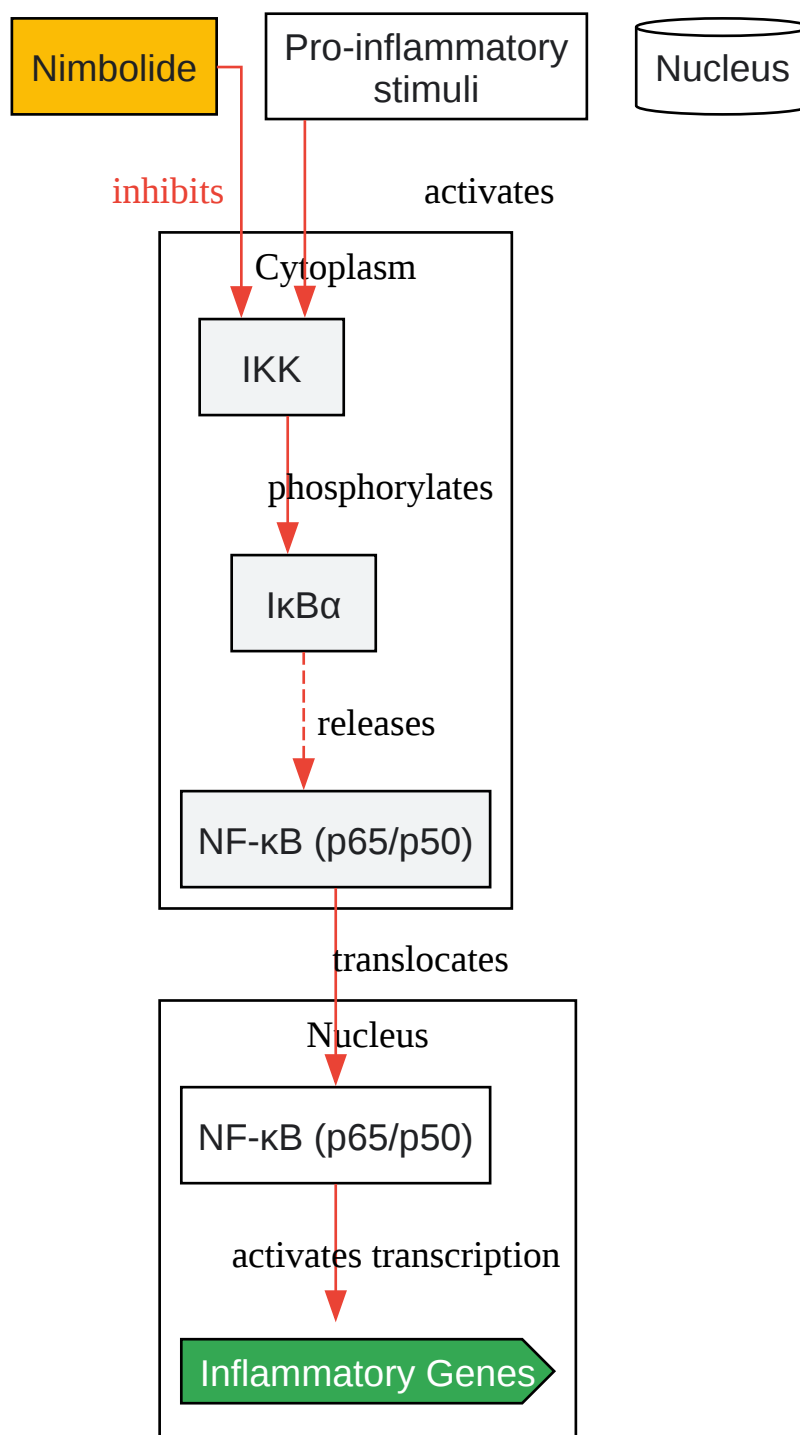 Nimbolide
Pro-inflammatory
stimuli
Nucleus
inhibits
activates
Cytoplasm
IKK
phosphorylates
IκBα
releases
NF-κB (p65/p50)
translocates
Nucleus
NF-κB (p65/p50)
activates transcription
Inflammatory Genes